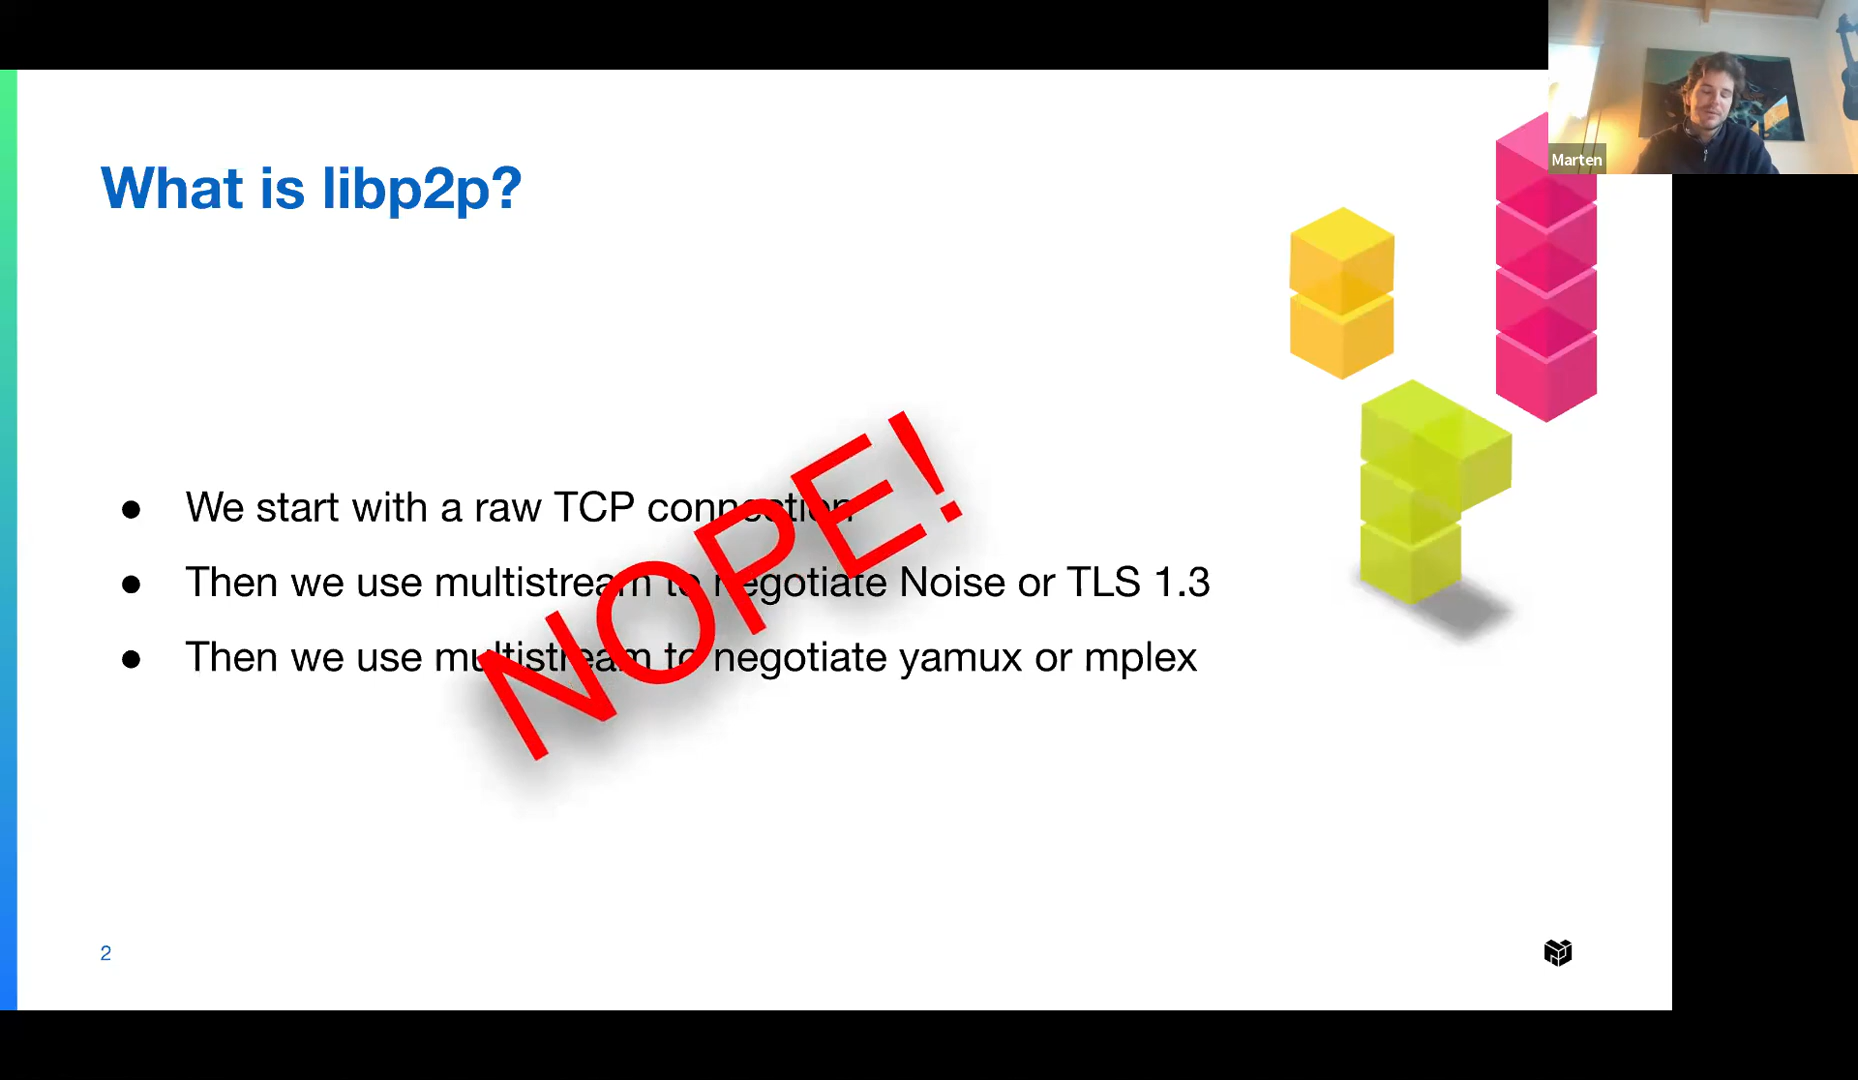 Marten
What is libp2p?
● We start with a raw TCP connection
● Then we use multistream to negotiate Noise or TLS 1.3
● Then we use multistream to negotiate yamux or mplex
NOPE!
2